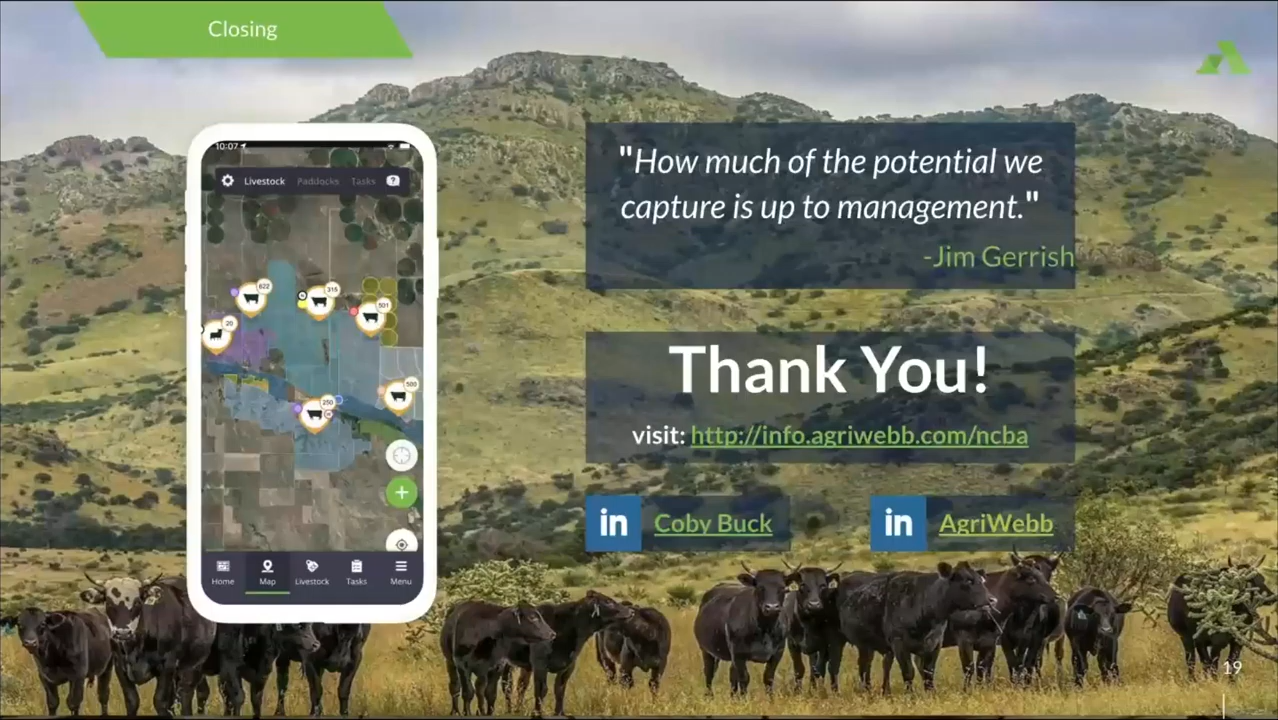 Closing
"How much of the potential we
capture is up to management."
-Jim Gerrish
Thank You!
visit: http://info.agriwebb.com/ncba
in Coby Buck
in AgriWebb
10:07
Livestock Paddocks Tasks ?
622
315
501
20
500
250
Home Map Livestock Tasks Menu
19